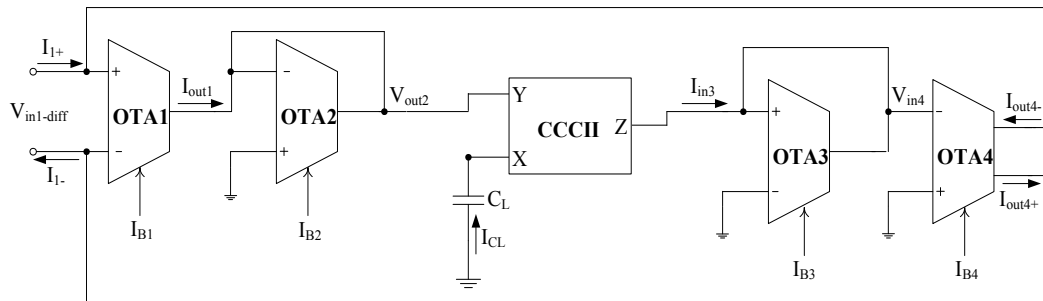 I1+
+
OTA1
Iout1
Vin1-diff
−
I1-
IB1
−
OTA2
+
Vout2
IB2
Y
CCCII
Z
X
CL
ICL
Iin3
+
OTA3
−
IB3
Vin4
−
OTA4
+
IB4
Iout4-
Iout4+